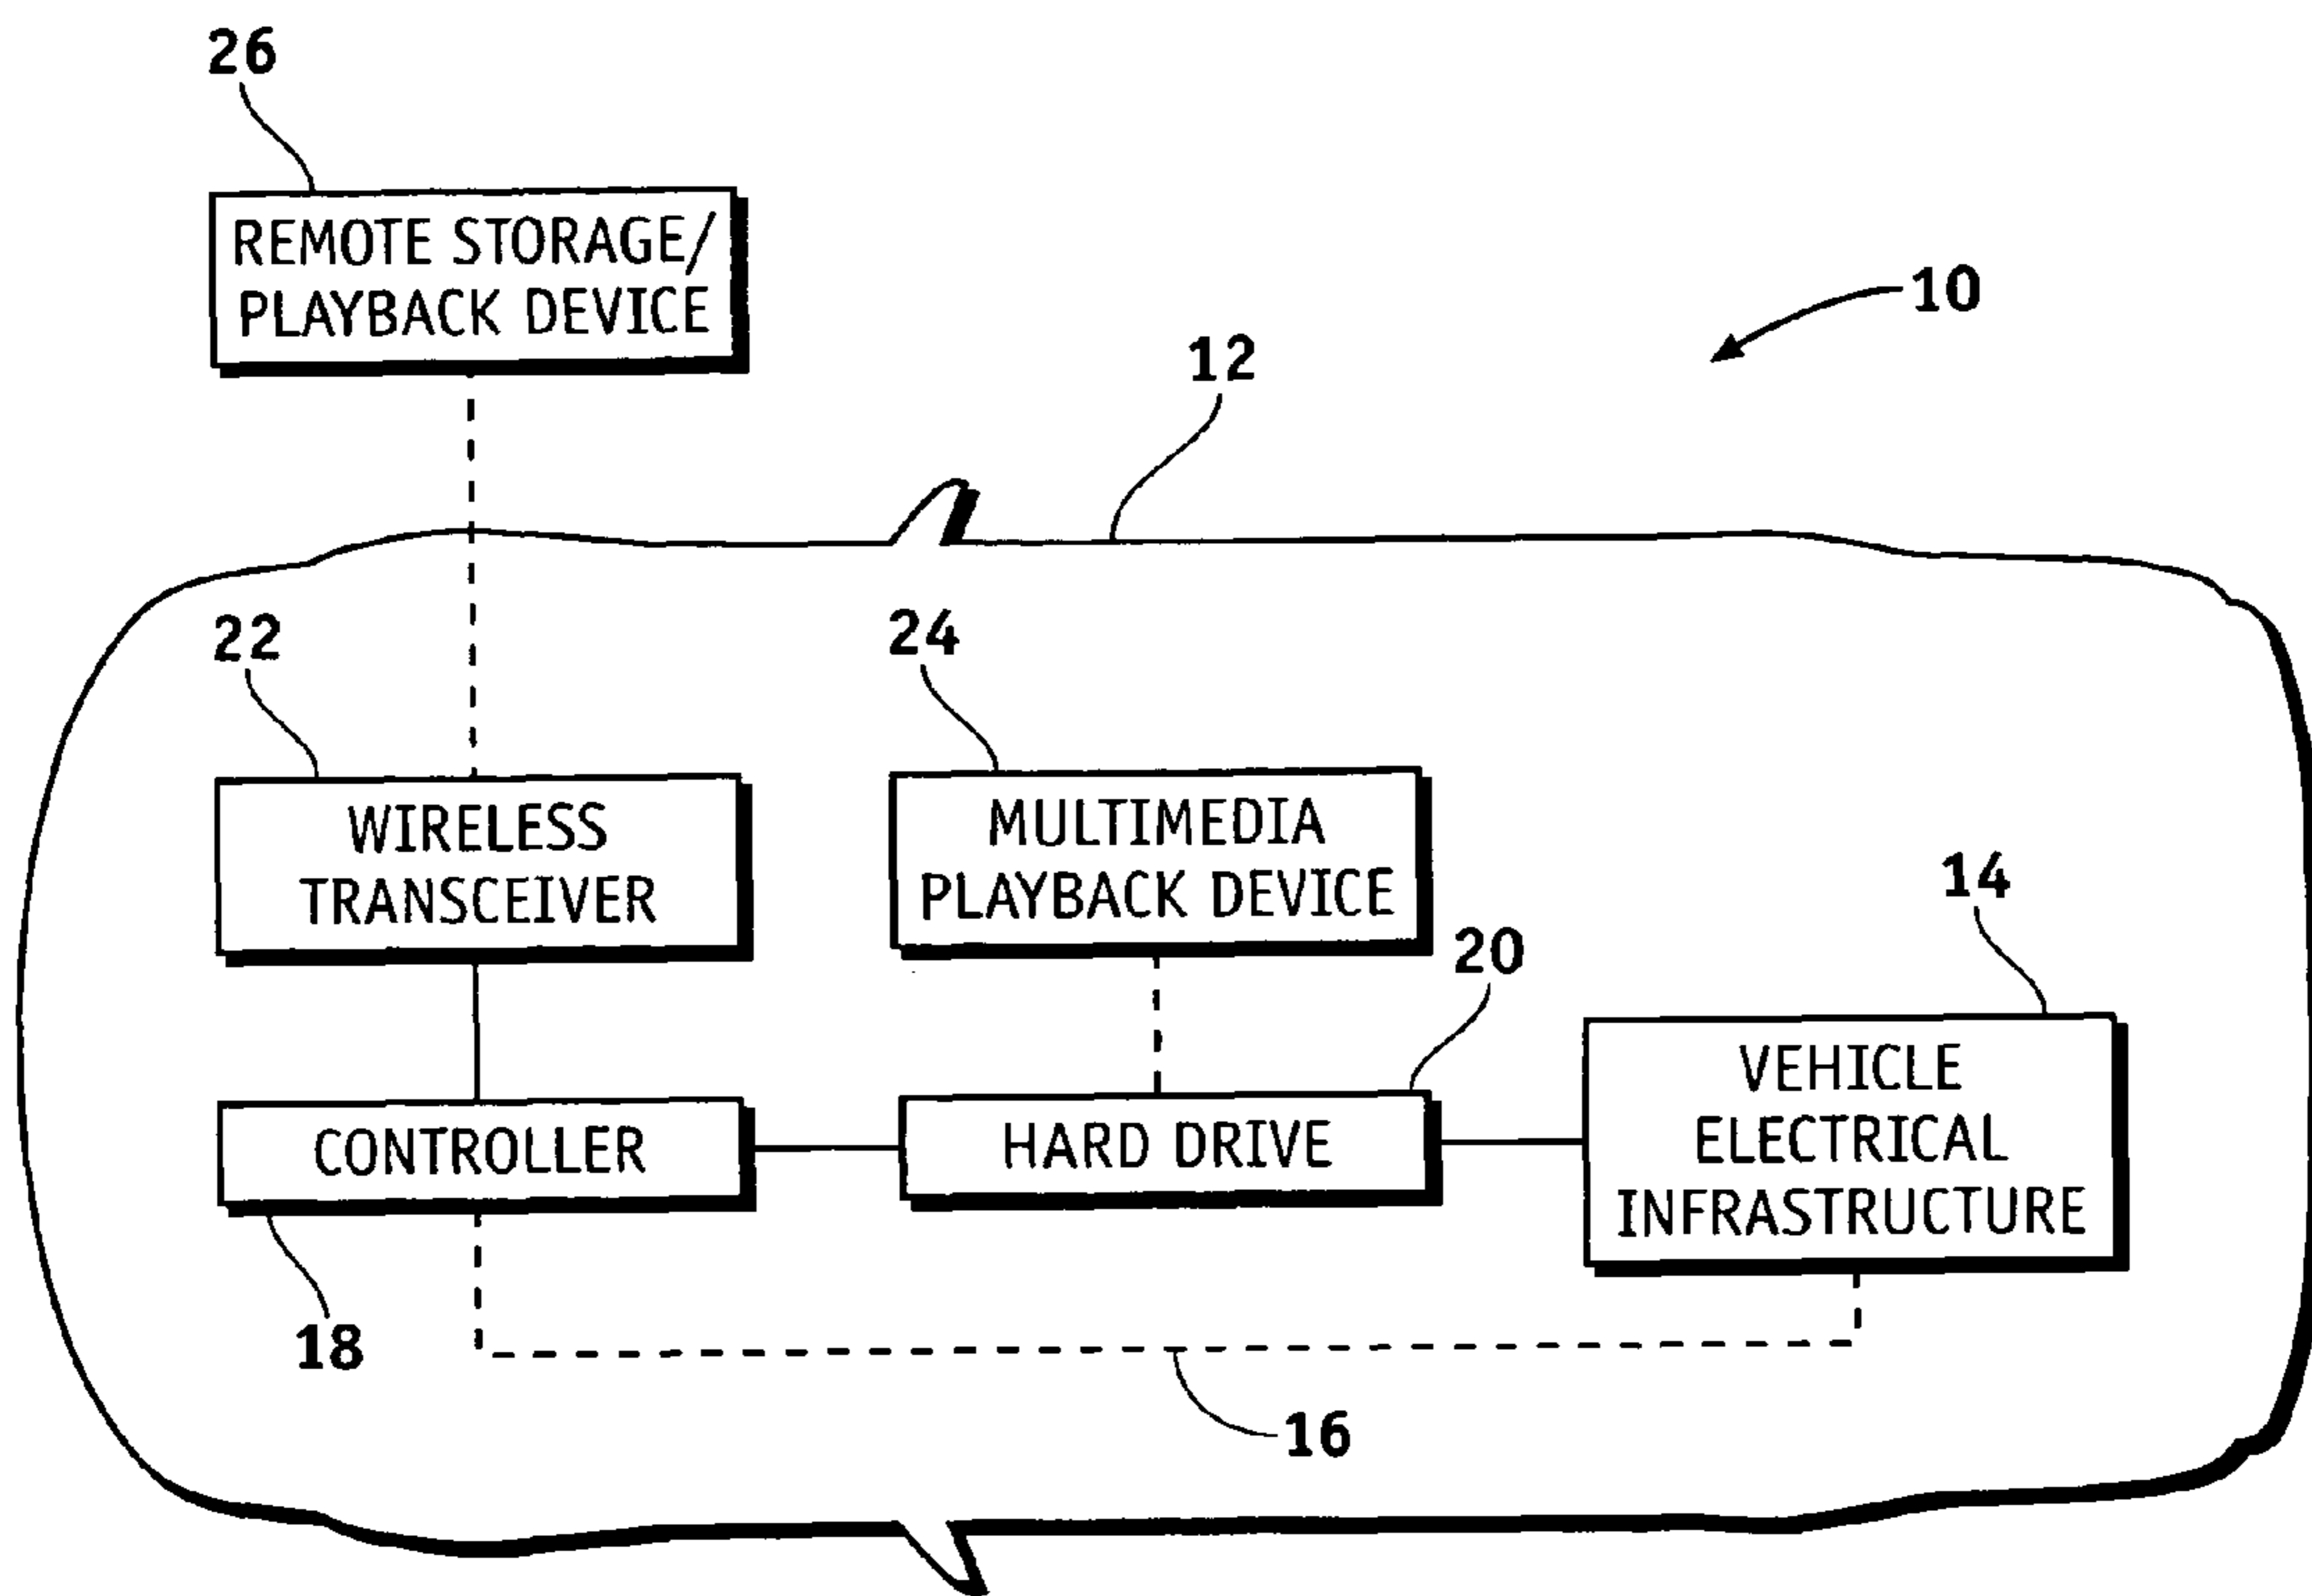 26
REMOTE STORAGE/
PLAYBACK DEVICE
10
12
22
24
WIRELESS
TRANSCEIVER
MULTIMEDIA
PLAYBACK DEVICE
14
20
VEHICLE
ELECTRICAL
INFRASTRUCTURE
CONTROLLER
HARD DRIVE
18
16